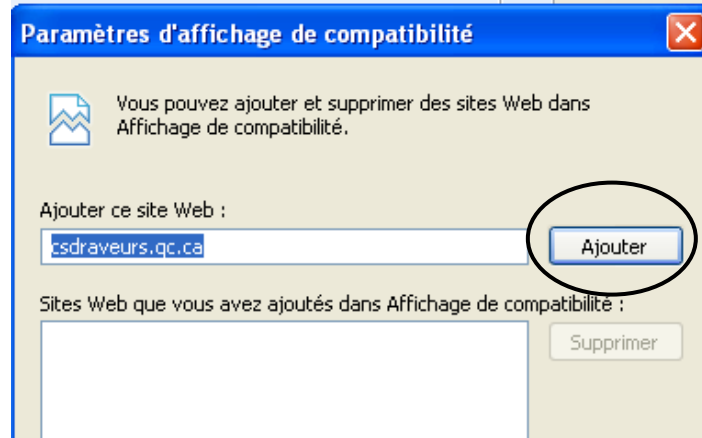 Paramètres d'affichage de compatibilité
Vous pouvez ajouter et supprimer des sites Web dans
Affichage de compatibilité.
Ajouter ce site Web :
csdraveurs.qc.ca
Ajouter
Sites Web que vous avez ajoutés dans Affichage de compatibilité :
Supprimer